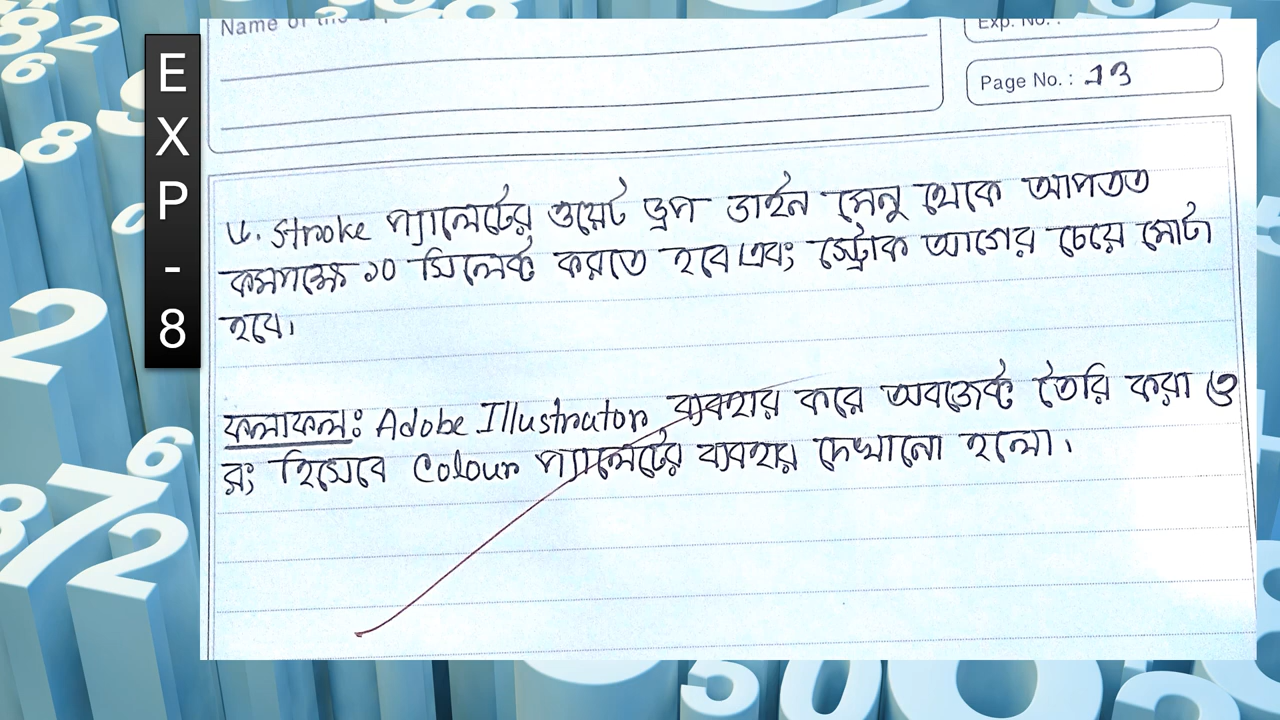 EXP-8
Name of the
Exp. No. :
Page No. : 13
৮. Stroke প্যালেটের ওয়েট ড্রপ ডাউন মেনু থেকে আপতত
কমপক্ষে ১০ সিলেক্ট করতে হবে এবং স্ট্রোক আগের চেয়ে মোটা
হবে।
ফলাফল: Adobe Illustrator ব্যবহার করে অবজেক্ট তৈরি করা ও
রং হিসেবে Colour প্যালেটের ব্যবহার দেখানো হলো।